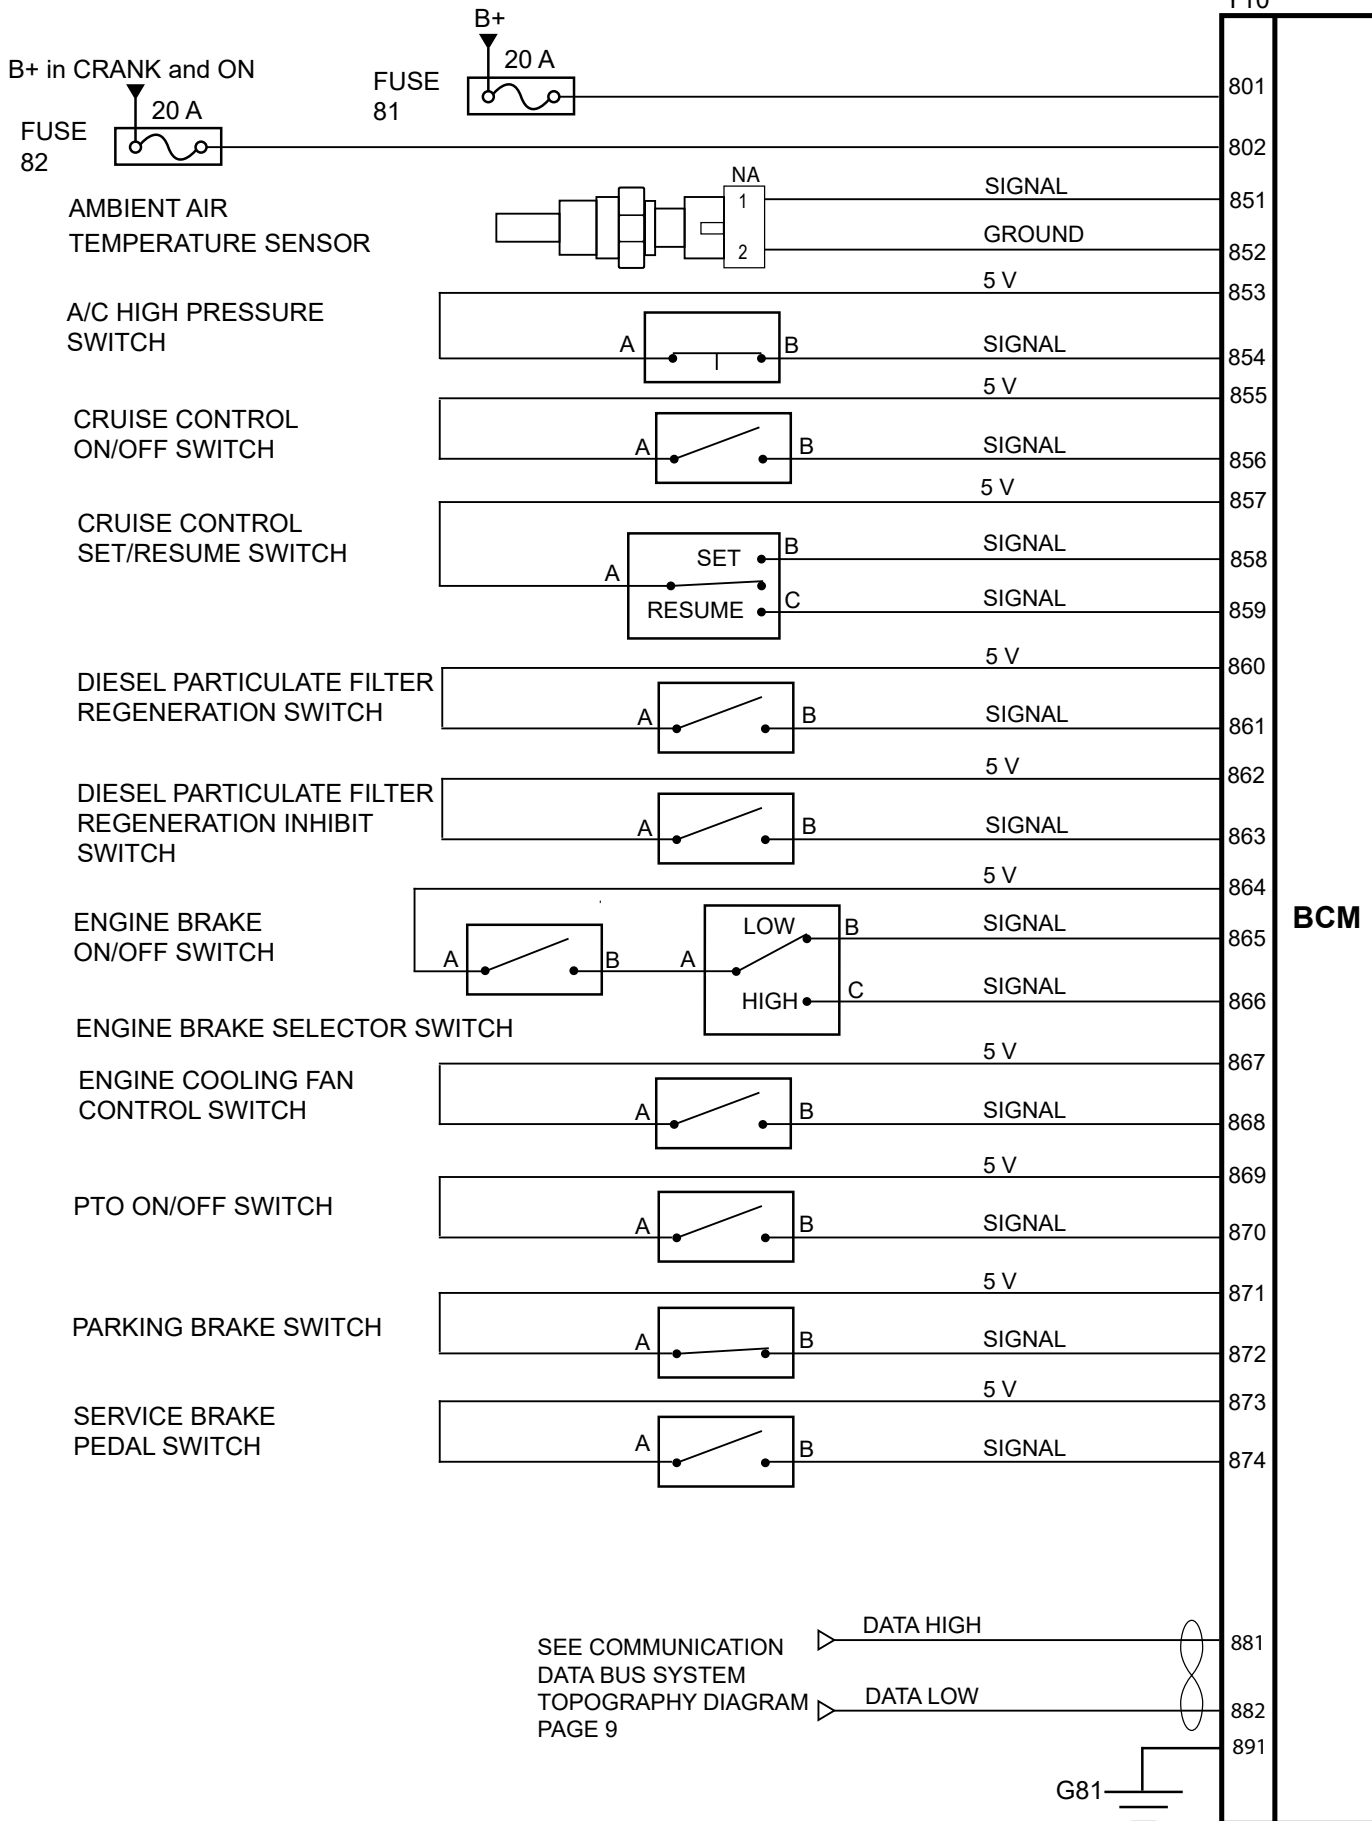 B+
B+ in CRANK and ON
20 A
FUSE
81
801
20 A
FUSE
82
802
AMBIENT AIR
TEMPERATURE SENSOR
NA
1
2
SIGNAL
851
GROUND
852
A/C HIGH PRESSURE
SWITCH
5 V
853
A
B
SIGNAL
854
CRUISE CONTROL
ON/OFF SWITCH
5 V
855
A
B
SIGNAL
856
CRUISE CONTROL
SET/RESUME SWITCH
5 V
857
A
SET
B
SIGNAL
858
RESUME
C
SIGNAL
859
DIESEL PARTICULATE FILTER
REGENERATION SWITCH
5 V
860
A
B
SIGNAL
861
DIESEL PARTICULATE FILTER
REGENERATION INHIBIT
SWITCH
5 V
862
A
B
SIGNAL
863
ENGINE BRAKE
ON/OFF SWITCH
5 V
864
A
B
A
LOW
B
SIGNAL
865
HIGH
C
SIGNAL
866
BCM
ENGINE BRAKE SELECTOR SWITCH
ENGINE COOLING FAN
CONTROL SWITCH
5 V
867
A
B
SIGNAL
868
PTO ON/OFF SWITCH
5 V
869
A
B
SIGNAL
870
PARKING BRAKE SWITCH
5 V
871
A
B
SIGNAL
872
SERVICE BRAKE
PEDAL SWITCH
5 V
873
A
B
SIGNAL
874
SEE COMMUNICATION
DATA BUS SYSTEM
TOPOGRAPHY DIAGRAM
PAGE 9
DATA HIGH
881
DATA LOW
882
891
G81